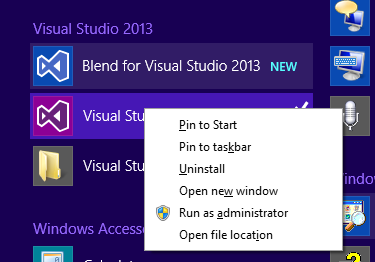 Visual Studio 2013
Blend for Visual Studio 2013 NEW
Visual Stu
Pin to Start
Pin to taskbar
Uninstall
Open new window
Run as administrator
Open file location
Visual Stu
Windows Access
Window